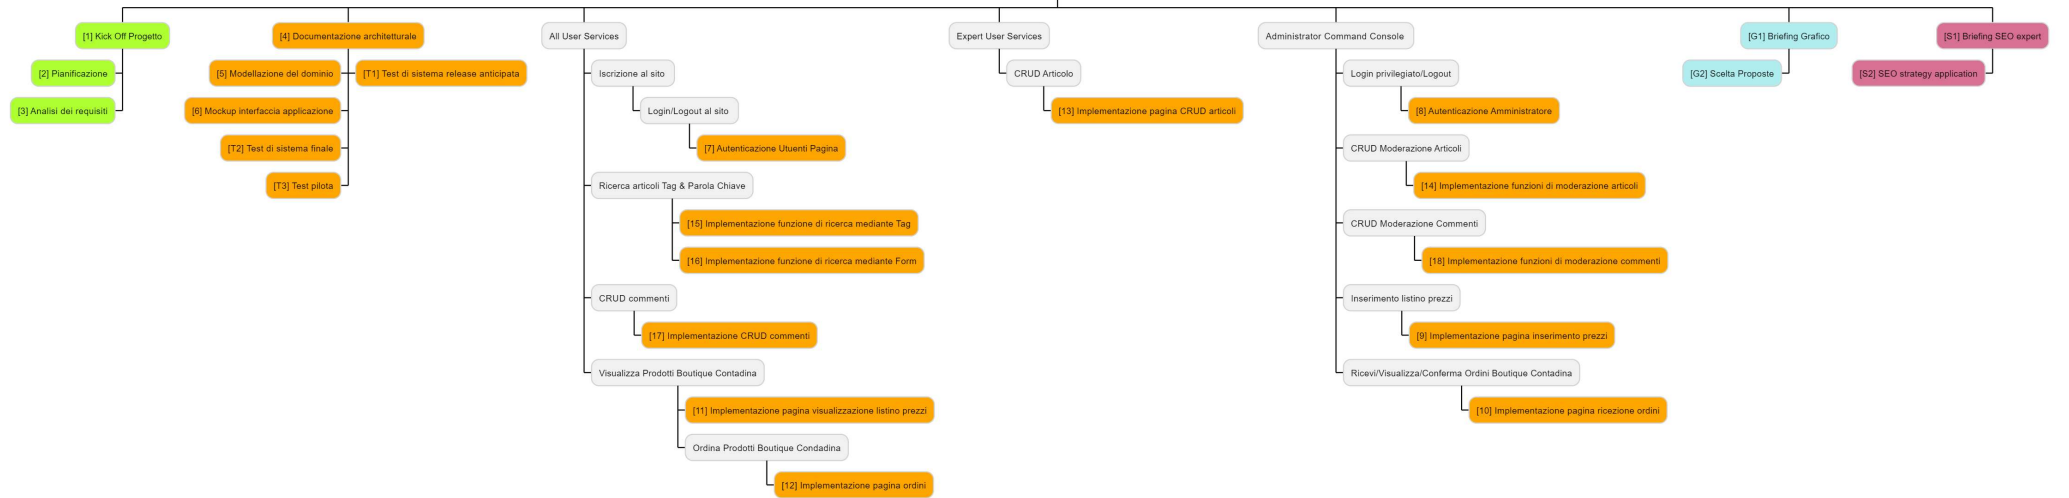 [1] Kick Off Progetto
[2] Pianificazione
[3] Analisi dei requisiti
[4] Documentazione architetturale
[5] Modellazione del dominio
[T1] Test di sistema release anticipata
[6] Mockup interfaccia applicazione
[T2] Test di sistema finale
[T3] Test pilota
All User Services
Iscrizione al sito
Login/Logout al sito
[7] Autenticazione Utuenti Pagina
Ricerca articoli Tag & Parola Chiave
[15] Implementazione funzione di ricerca mediante Tag
[16] Implementazione funzione di ricerca mediante Form
CRUD commenti
[17] Implementazione CRUD commenti
Visualizza Prodotti Boutique Contadina
[11] Implementazione pagina visualizzazione listino prezzi
Ordina Prodotti Boutique Condadina
[12] Implementazione pagina ordini
Expert User Services
CRUD Articolo
[13] Implementazione pagina CRUD articoli
Administrator Command Console
Login privilegiato/Logout
[8] Autenticazione Amministratore
CRUD Moderazione Articoli
[14] Implementazione funzioni di moderazione articoli
CRUD Moderazione Commenti
[18] Implementazione funzioni di moderazione commenti
Inserimento listino prezzi
[9] Implementazione pagina inserimento prezzi
Ricevi/Visualizza/Conferma Ordini Boutique Contadina
[10] Implementazione pagina ricezione ordini
[G1] Briefing Grafico
[G2] Scelta Proposte
[S1] Briefing SEO expert
[S2] SEO strategy application